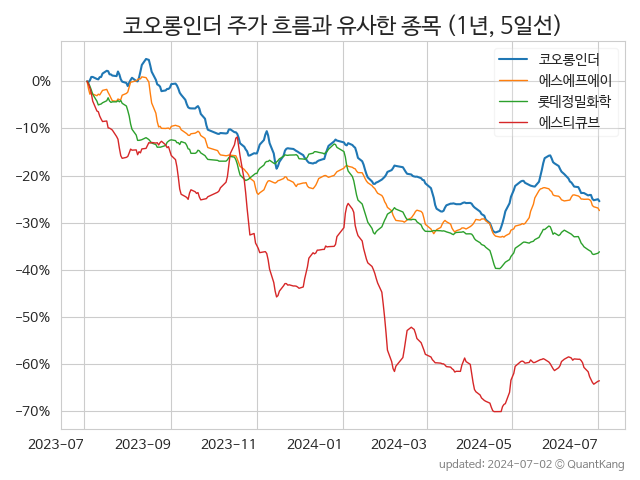 코오롱인더 주가 흐름과 유사한 종목 (1년, 5일선)
코오롱인더
에스에프에이
롯데정밀화학
에스티큐브
0%
−10%
−20%
−30%
−40%
−50%
−60%
−70%
2023-07 2023-09 2023-11 2024-01 2024-03 2024-05 2024-07
updated: 2024-07-02 © QuantKang